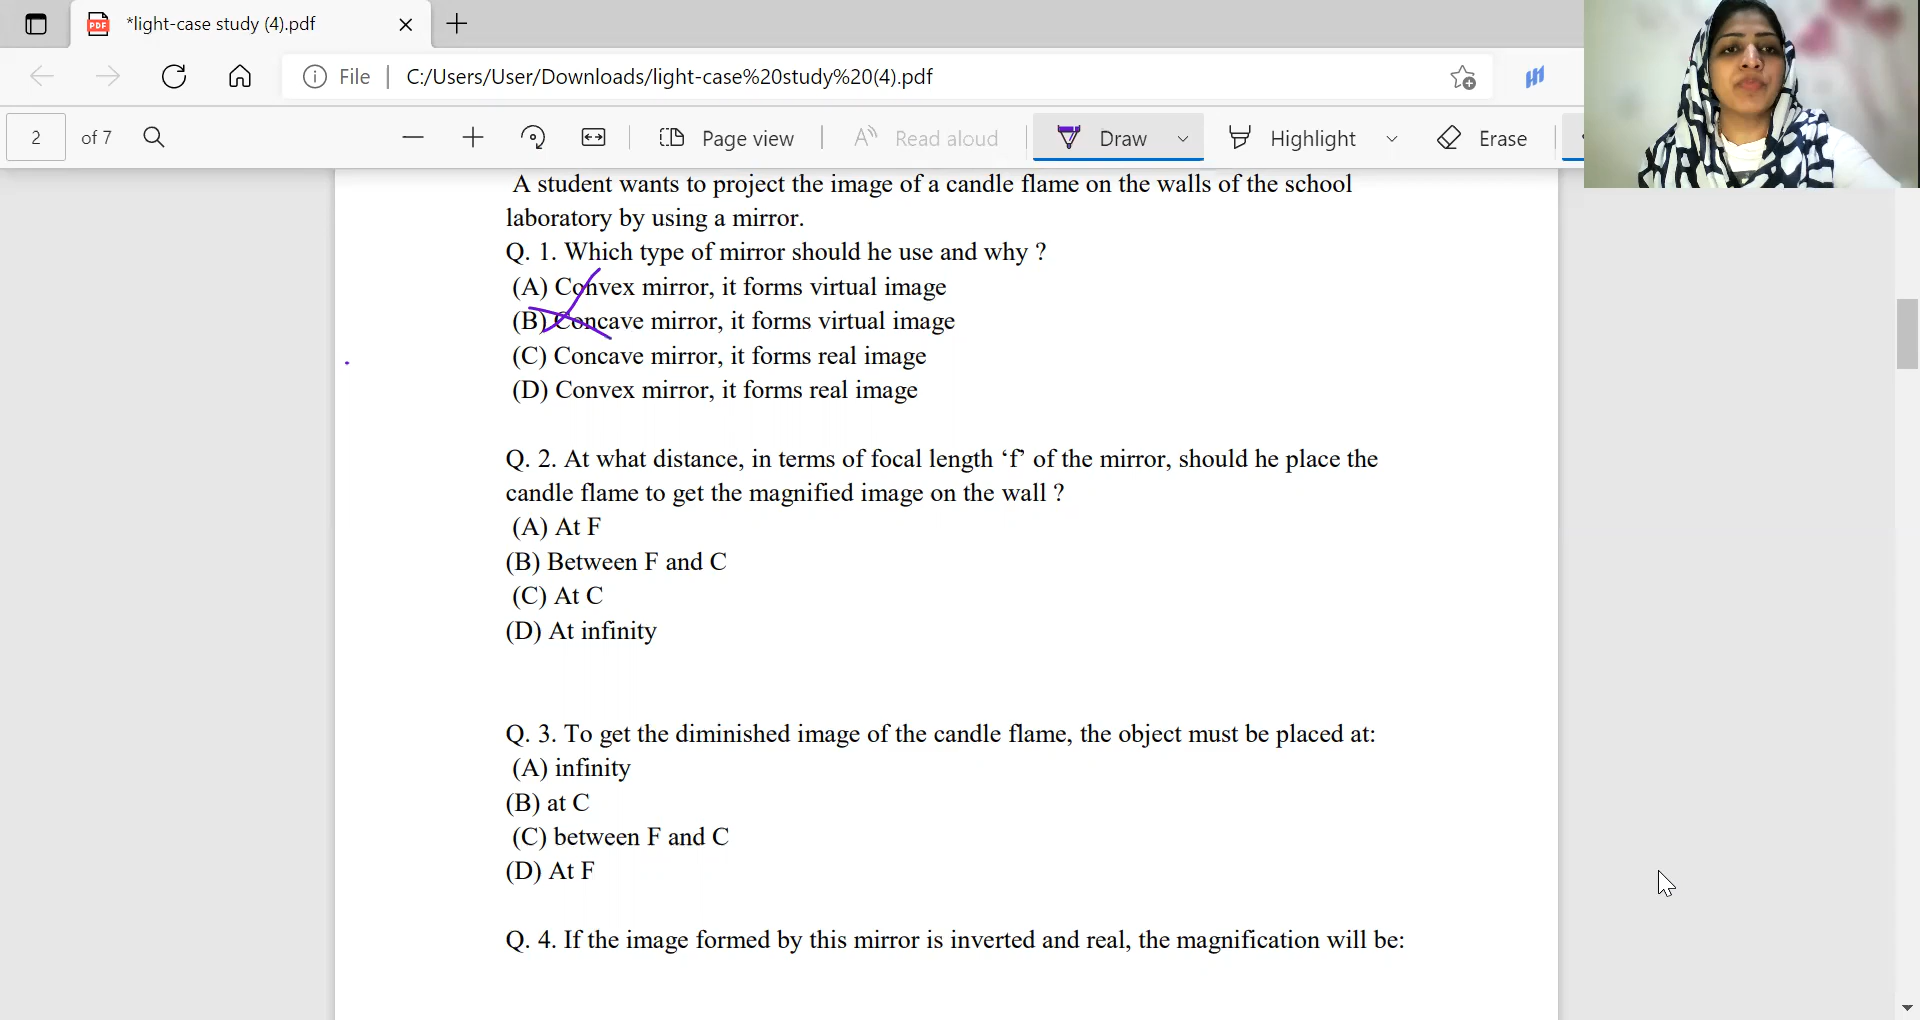 *light-case study (4).pdf
File
C:/Users/User/Downloads/light-case%20study%20(4).pdf
2 of 7
Page view
Read aloud
Draw
Highlight
Erase
A student wants to project the image of a candle flame on the walls of the school
laboratory by using a mirror.
Q. 1. Which type of mirror should he use and why ?
(A) Convex mirror, it forms virtual image
(B) Concave mirror, it forms virtual image
(C) Concave mirror, it forms real image
(D) Convex mirror, it forms real image
Q. 2. At what distance, in terms of focal length ‘f’ of the mirror, should he place the
candle flame to get the magnified image on the wall ?
(A) At F
(B) Between F and C
(C) At C
(D) At infinity
Q. 3. To get the diminished image of the candle flame, the object must be placed at:
(A) infinity
(B) at C
(C) between F and C
(D) At F
Q. 4. If the image formed by this mirror is inverted and real, the magnification will be: